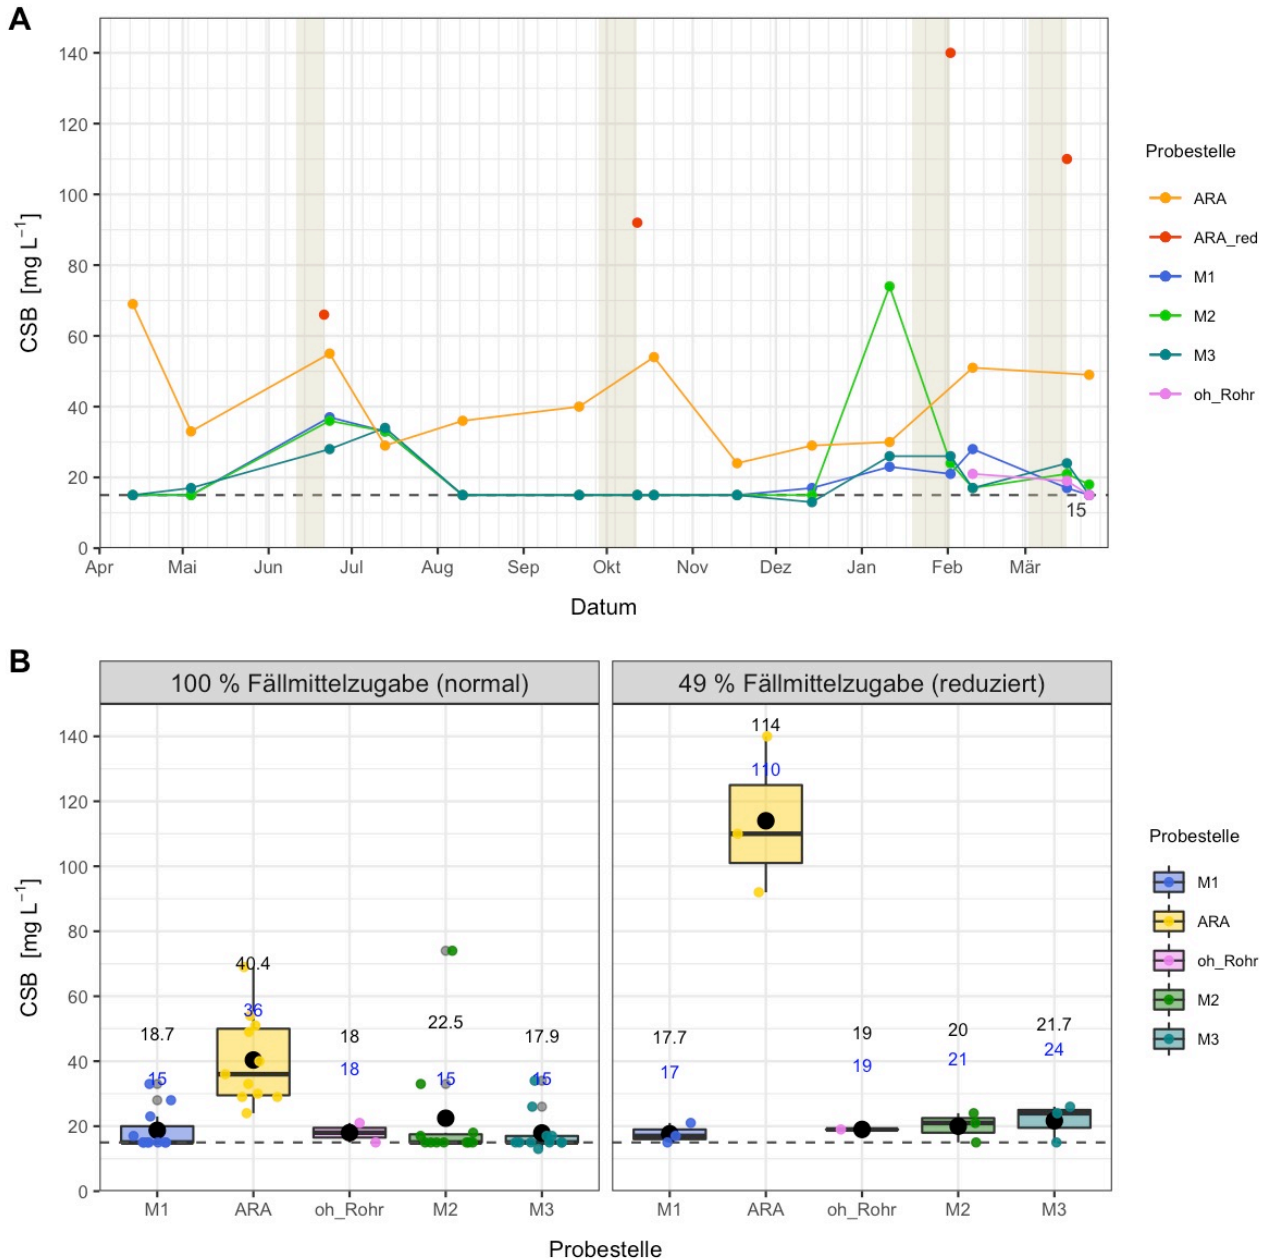 A
CSB [mg L⁻¹]
140
120
100
80
60
40
20
0
15
Apr Mai Jun Jul Aug Sep Okt Nov Dez Jan Feb Mär
Datum
Probestelle
ARA
ARA_red
M1
M2
M3
oh_Rohr
B
100 % Fällmittelzugabe (normal)
49 % Fällmittelzugabe (reduziert)
CSB [mg L⁻¹]
140
120
100
80
60
40
20
0
18.7
15
40.4
36
18
18
22.5
15
17.9
15
17.7
17
114
110
19
19
20
21
21.7
24
M1 ARA oh_Rohr M2 M3
M1 ARA oh_Rohr M2 M3
Probestelle
Probestelle
M1
ARA
oh_Rohr
M2
M3